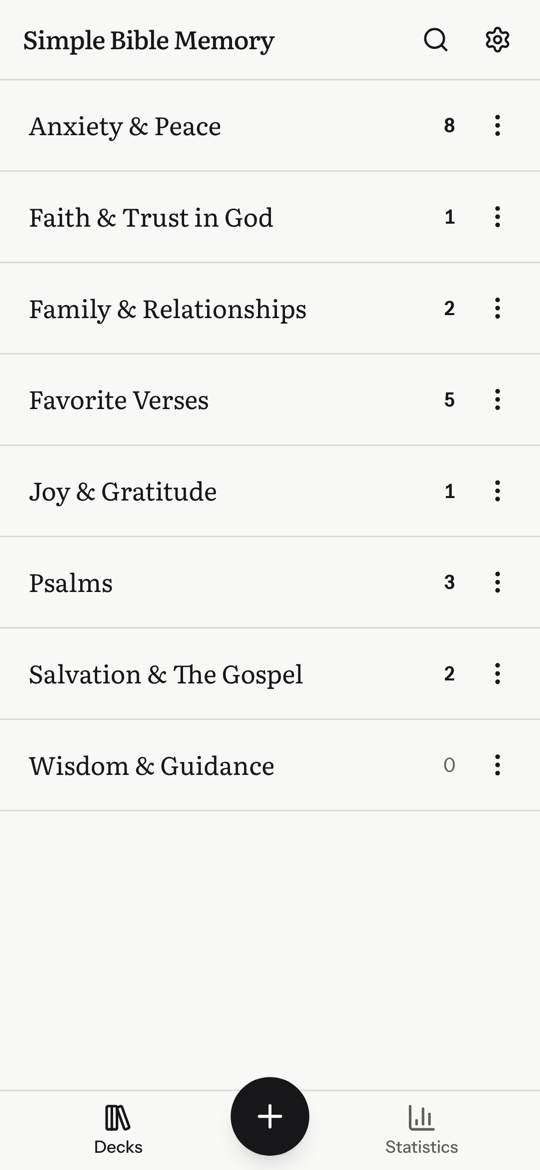 Simple Bible Memory
Anxiety & Peace 8
Faith & Trust in God 1
Family & Relationships 2
Favorite Verses 5
Joy & Gratitude 1
Psalms 3
Salvation & The Gospel 2
Wisdom & Guidance 0
Decks Statistics